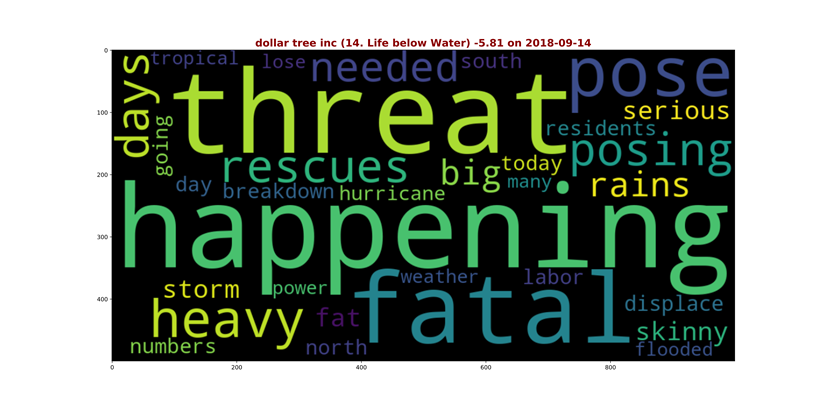 dollar tree inc (14. Life below Water) -5.81 on 2018-09-14
0
100
200
300
400
0 200 400 600 800
tropical lose needed south pose
days threat serious
going residents
rescues big today posing
day breakdown hurricane many rains
happening
storm power weather labor displace
heavy fat fatal skinny
numbers north flooded